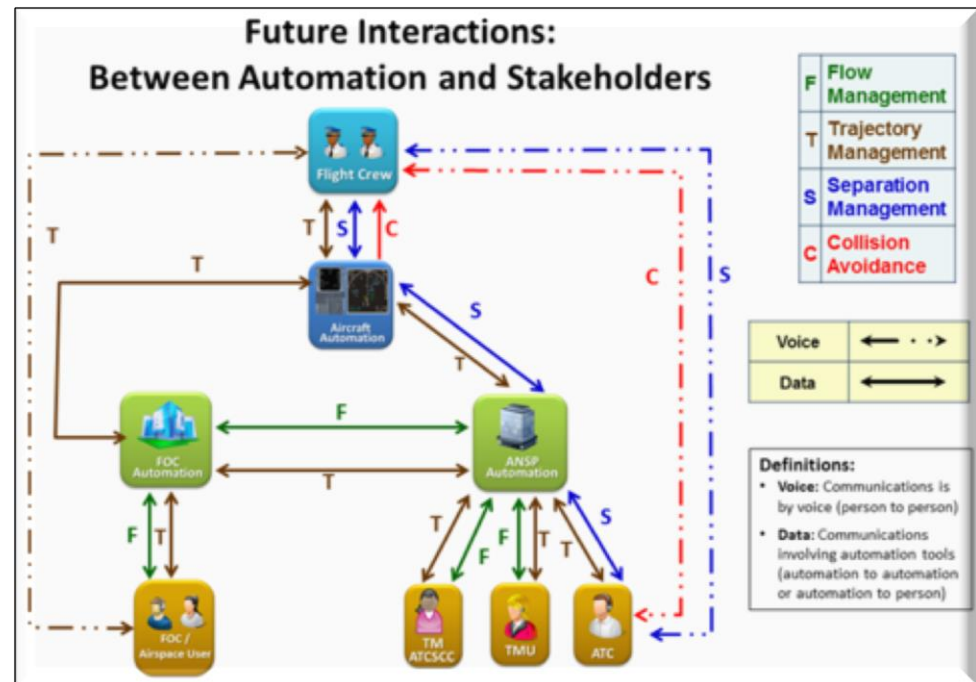 Future Interactions:
Between Automation and Stakeholders
F Flow
Management
T Trajectory
Management
S Separation
Management
C Collision
Avoidance
Flight Crew
T
T
S
C
T
C
S
Aircraft
Automation
S
T
Voice
Data
F
FOC
Automation
ANSP
Automation
T
Definitions:
• Voice: Communications is
by voice (person to person)
• Data: Communications
involving automation tools
(automation to automation
or automation to person)
F
T
T
F
F
T
T
S
FOC /
Airspace User
TM
ATCSCC
TMU
ATC